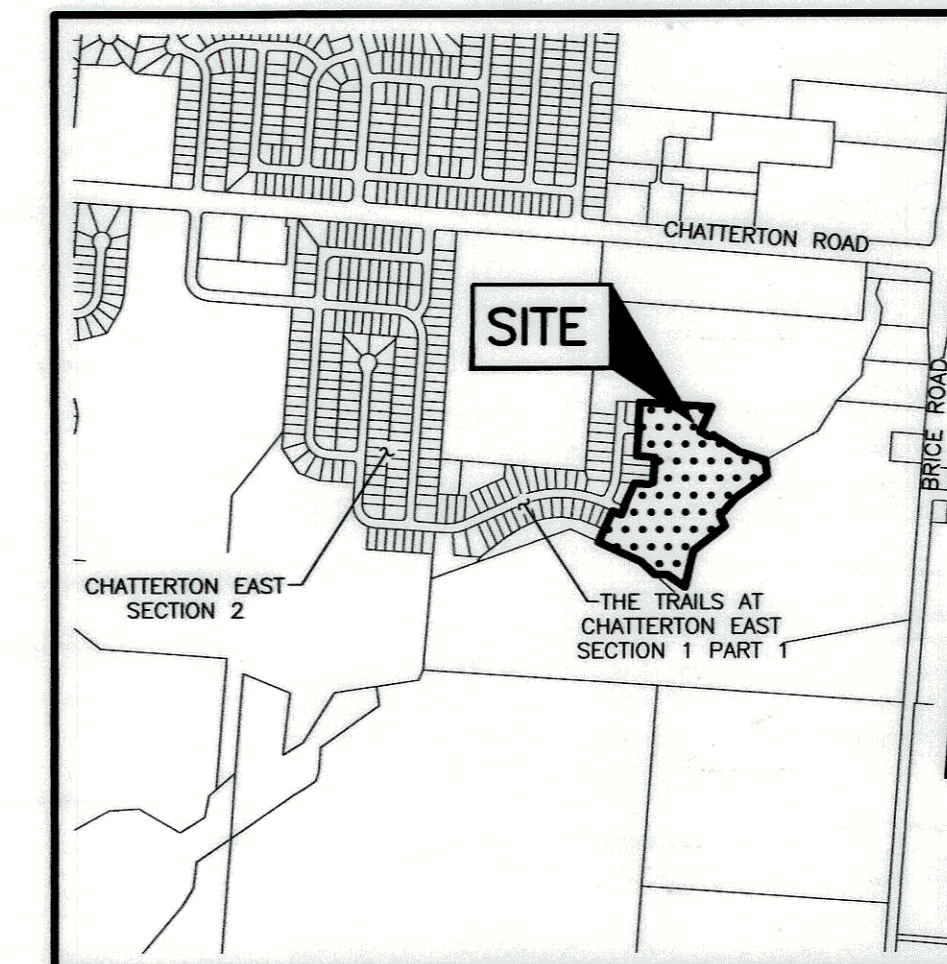 CHATTERTON ROAD
SITE
BRICE ROAD
CHATTERTON EAST
SECTION 2
THE TRAILS AT
CHATTERTON EAST
SECTION 1 PART 1